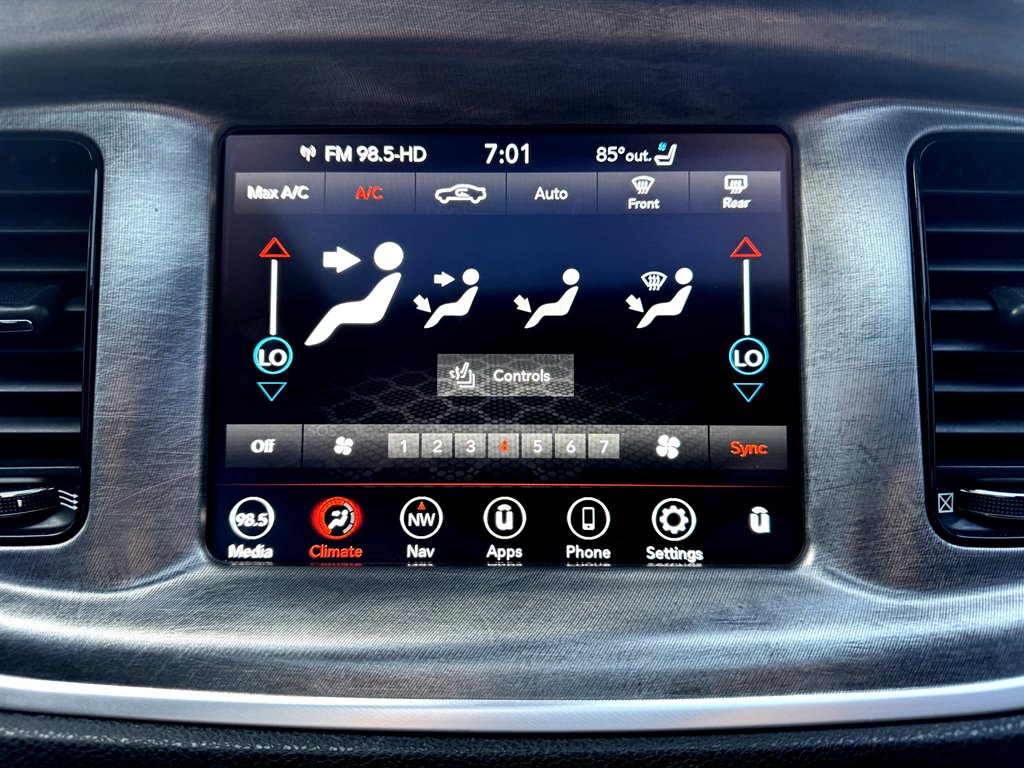 FM 98.5-HD 7:01 85°out.
Max A/C A/C Auto Front Rear
LO LO
Controls
Off 1 2 3 4 5 6 7 Sync
98.5 NW ū
Media Climate Nav Apps Phone Settings